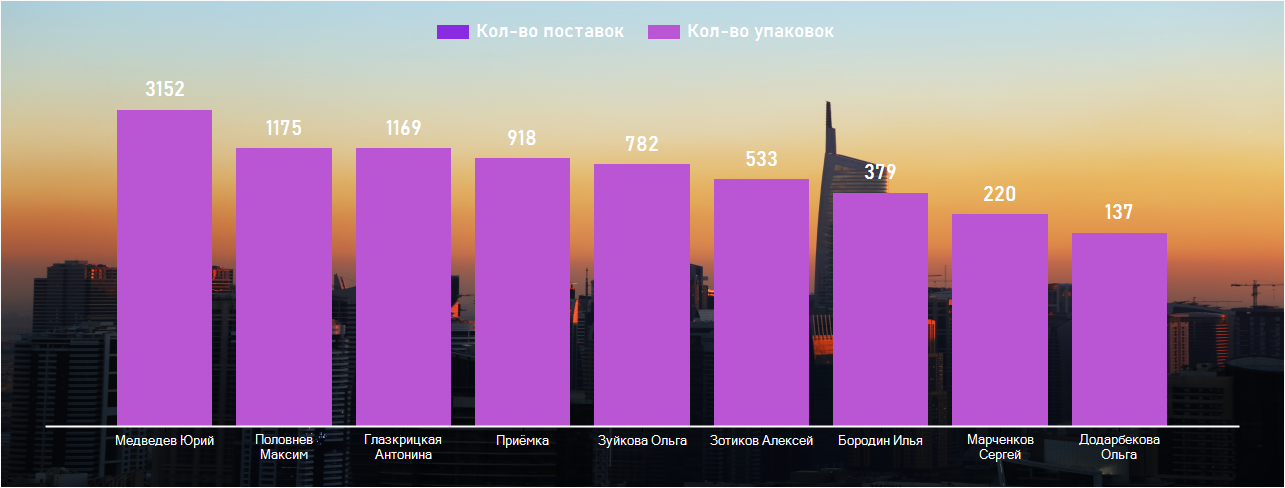 Кол-во поставок Кол-во упаковок
3152
1175
1169
918
782
533
379
220
137
Медведев Юрий
Половнев
Максим
Глазкрицкая
Антонина
Приёмка
Зуйкова Ольга
Зотиков Алексей
Бородин Илья
Марченков
Сергей
Додарбекова
Ольга